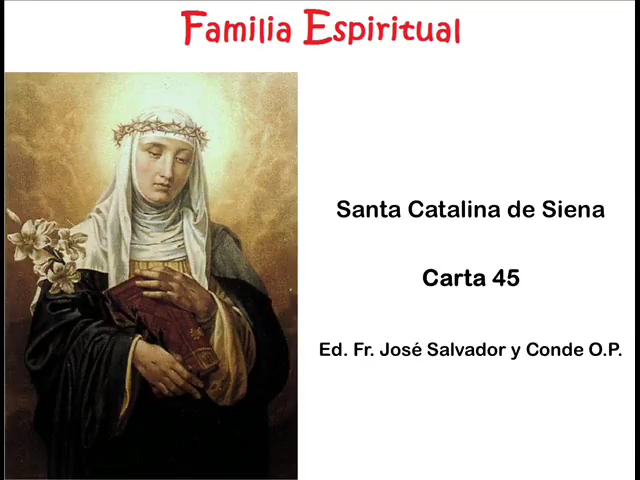 Familia Espiritual
Santa Catalina de Siena
Carta 45
Ed. Fr. José Salvador y Conde O.P.